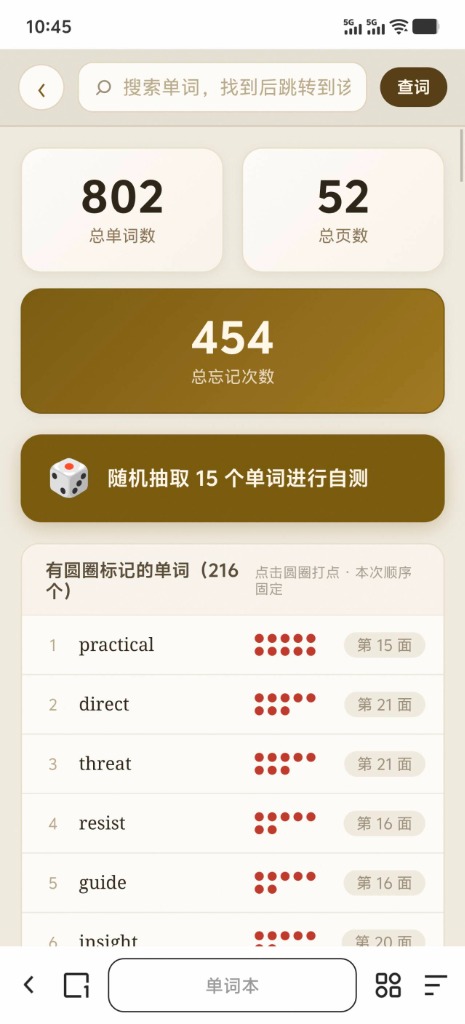 10:45
5G 5G
搜索单词，找到后跳转到该
查词
802
总单词数
52
总页数
454
总忘记次数
随机抽取 15 个单词进行自测
有圆圈标记的单词（216
个）
点击圆圈打点 · 本次顺序
固定
1 practical 第 15 面
2 direct 第 21 面
3 threat 第 21 面
4 resist 第 16 面
5 guide 第 16 面
6 insight 第 20 面
1
单词本